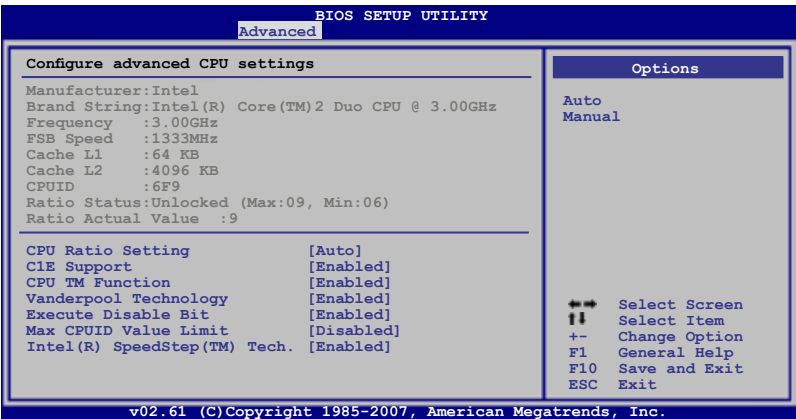 BIOS SETUP UTILITY
Advanced
Configure advanced CPU settings
Manufacturer:Intel
Brand String:Intel(R) Core(TM)2 Duo CPU @ 3.00GHz
Frequency :3.00GHz
FSB Speed :1333MHz
Cache L1 :64 KB
Cache L2 :4096 KB
CPUID :6F9
Ratio Status:Unlocked (Max:09, Min:06)
Ratio Actual Value :9
CPU Ratio Setting [Auto]
C1E Support [Enabled]
CPU TM Function [Enabled]
Vanderpool Technology [Enabled]
Execute Disable Bit [Enabled]
Max CPUID Value Limit [Disabled]
Intel(R) SpeedStep(TM) Tech. [Enabled]
Options
Auto
Manual
←→ Select Screen
↑↓ Select Item
+- Change Option
F1 General Help
F10 Save and Exit
ESC Exit
v02.61 (C)Copyright 1985-2007, American Megatrends, Inc.